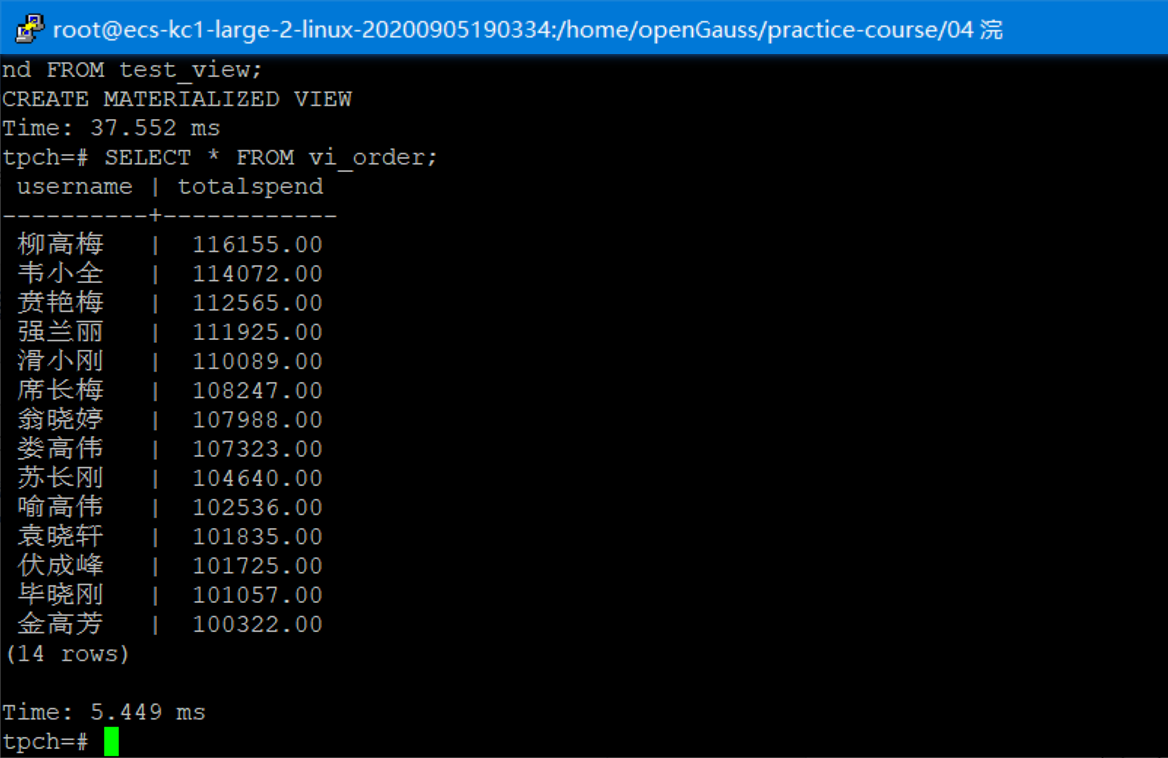 root@ecs-kc1-large-2-linux-20200905190334:/home/openGauss/practice-course/04 浣
nd FROM test_view;
CREATE MATERIALIZED VIEW
Time: 37.552 ms
tpch=# SELECT * FROM vi_order;
 username | totalspend
----------+------------
 柳高梅   |  116155.00
 韦小全   |  114072.00
 贲艳梅   |  112565.00
 强兰丽   |  111925.00
 滑小刚   |  110089.00
 席长梅   |  108247.00
 翁晓婷   |  107988.00
 娄高伟   |  107323.00
 苏长刚   |  104640.00
 喻高伟   |  102536.00
 袁晓轩   |  101835.00
 伏成峰   |  101725.00
 毕晓刚   |  101057.00
 金高芳   |  100322.00
(14 rows)
Time: 5.449 ms
tpch=#